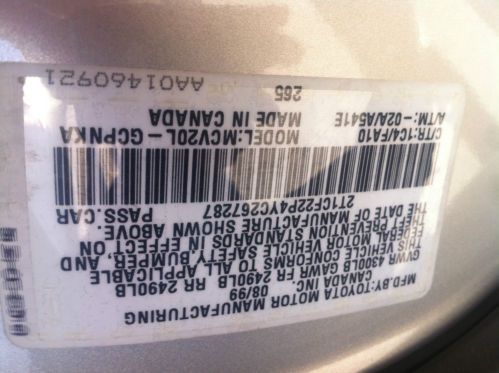 MFD.BY:TOYOTA MOTOR MANUFACTURING
CANADA INC. 08/99
GVWR 4300LB GAWR FR 2490LB RR 2490LB
THIS VEHICLE CONFORMS TO ALL APPLICABLE
FEDERAL MOTOR VEHICLE SAFETY,BUMPER, AND
THEFT PREVENTION STANDARDS IN EFFECT ON
THE DATE OF MANUFACTURE SHOWN ABOVE.
2T1CF22P4YC267287 PASS.CAR
C/TR:1C4/FA10 MODEL:MCV20L-GCPNKA
A/TM:-02A/A541E MADE IN CANADA
265 AA01460921